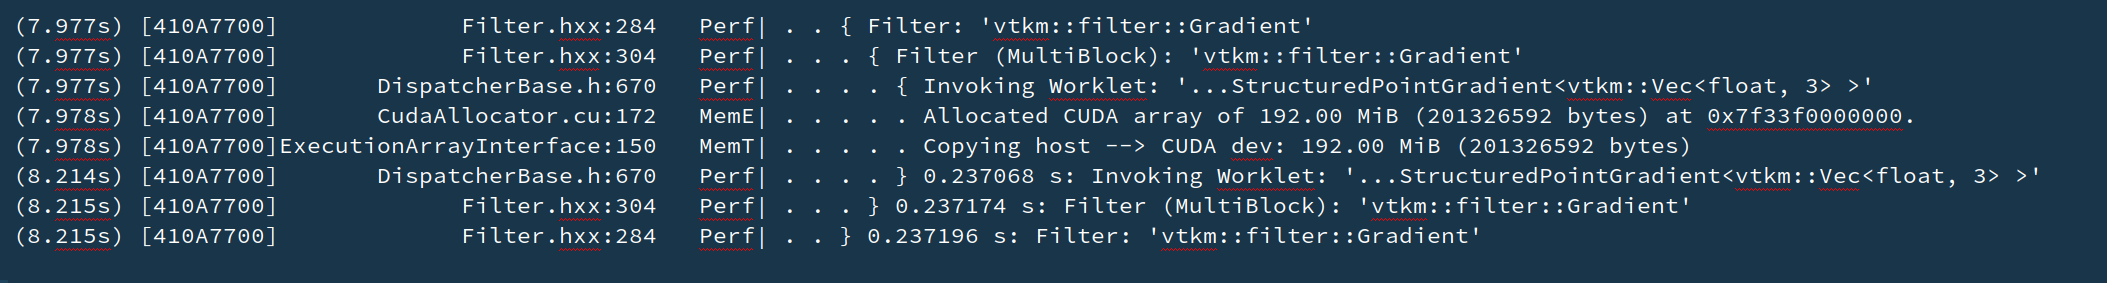 (7.977s) [410A7700]             Filter.hxx:284   Perf| . . { Filter: 'vtkm::filter::Gradient'
(7.977s) [410A7700]             Filter.hxx:304   Perf| . . . { Filter (MultiBlock): 'vtkm::filter::Gradient'
(7.977s) [410A7700]       DispatcherBase.h:670   Perf| . . . . { Invoking Worklet: '...StructuredPointGradient<vtkm::Vec<float, 3> >'
(7.978s) [410A7700]       CudaAllocator.cu:172   MemE| . . . . . Allocated CUDA array of 192.00 MiB (201326592 bytes) at 0x7f33f0000000.
(7.978s) [410A7700]ExecutionArrayInterface:150   MemT| . . . . . Copying host --> CUDA dev: 192.00 MiB (201326592 bytes)
(8.214s) [410A7700]       DispatcherBase.h:670   Perf| . . . . } 0.237068 s: Invoking Worklet: '...StructuredPointGradient<vtkm::Vec<float, 3> >'
(8.215s) [410A7700]             Filter.hxx:304   Perf| . . . } 0.237174 s: Filter (MultiBlock): 'vtkm::filter::Gradient'
(8.215s) [410A7700]             Filter.hxx:284   Perf| . . } 0.237196 s: Filter: 'vtkm::filter::Gradient'